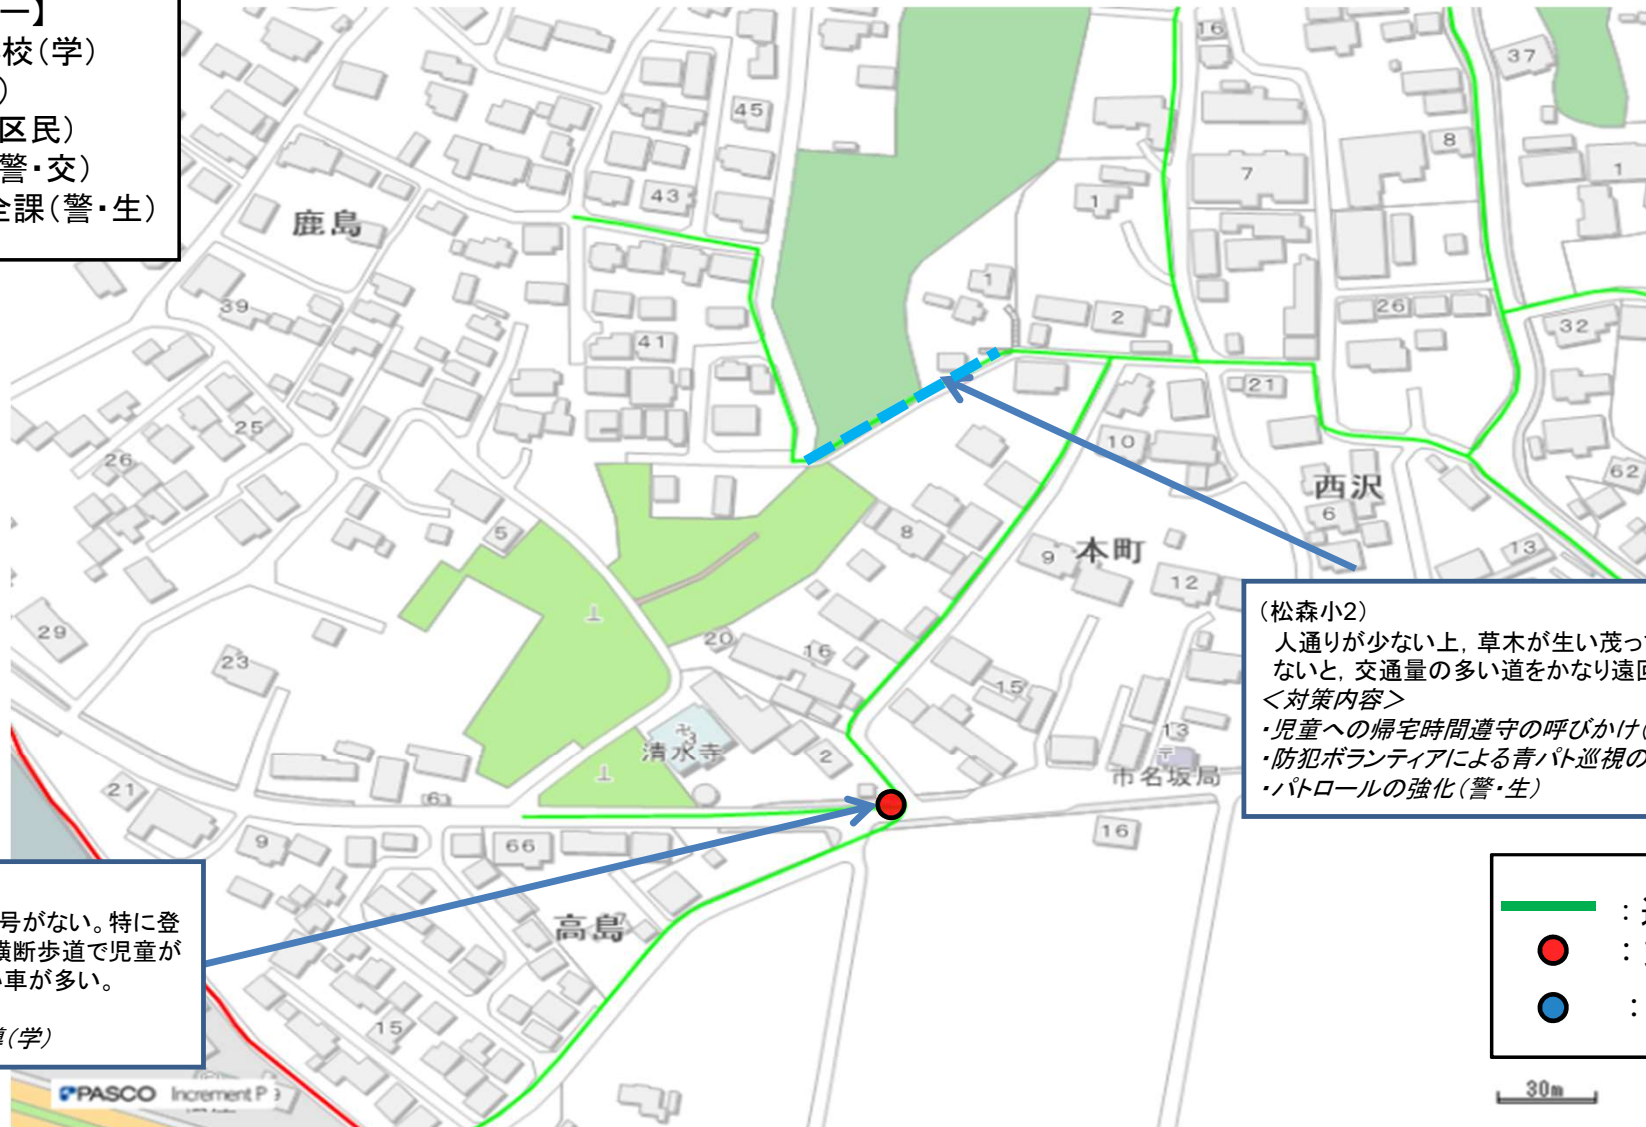 ー】
校（学）
）
区民）
警・交）
全課（警・生）
16
37
45
8
7
1
43
1
鹿島
1
39
2
26
32
41
21
25
10
26
62
西沢
6
5
8
9
本町
13
12
29
20
16
23
15
（松森小2）
人通りが少ない上，草木が生い茂っ
ないと，交通量の多い道をかなり遠
＜対策内容＞
・児童への帰宅時間遵守の呼びかけ（
・防犯ボランティアによる青パト巡視の
・パトロールの強化（警・生）
3
清水寺
2
13
〒
市名坂局
21
6
9
66
16
号がない。特に登
横断歩道で児童が
い車が多い。
（学）
高島
15
：
：
：
PASCO Increment P
30m